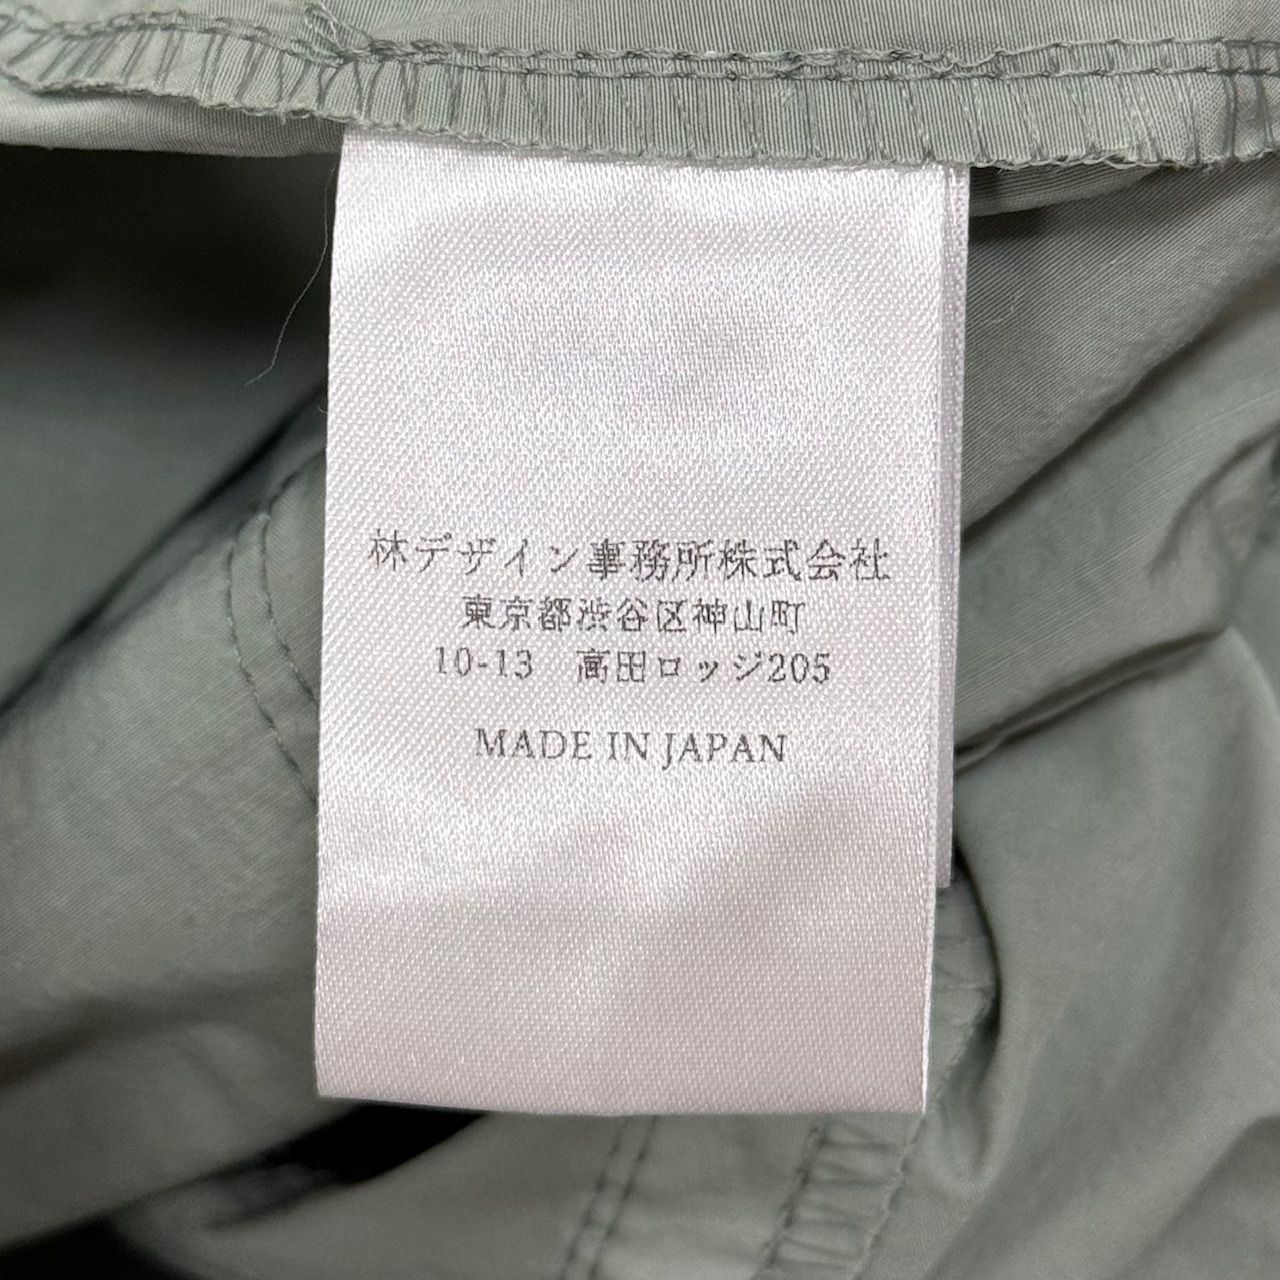 林デザイン事務所株式会社
東京都渋谷区神山町
10-13　高田ロッジ205
MADE IN JAPAN